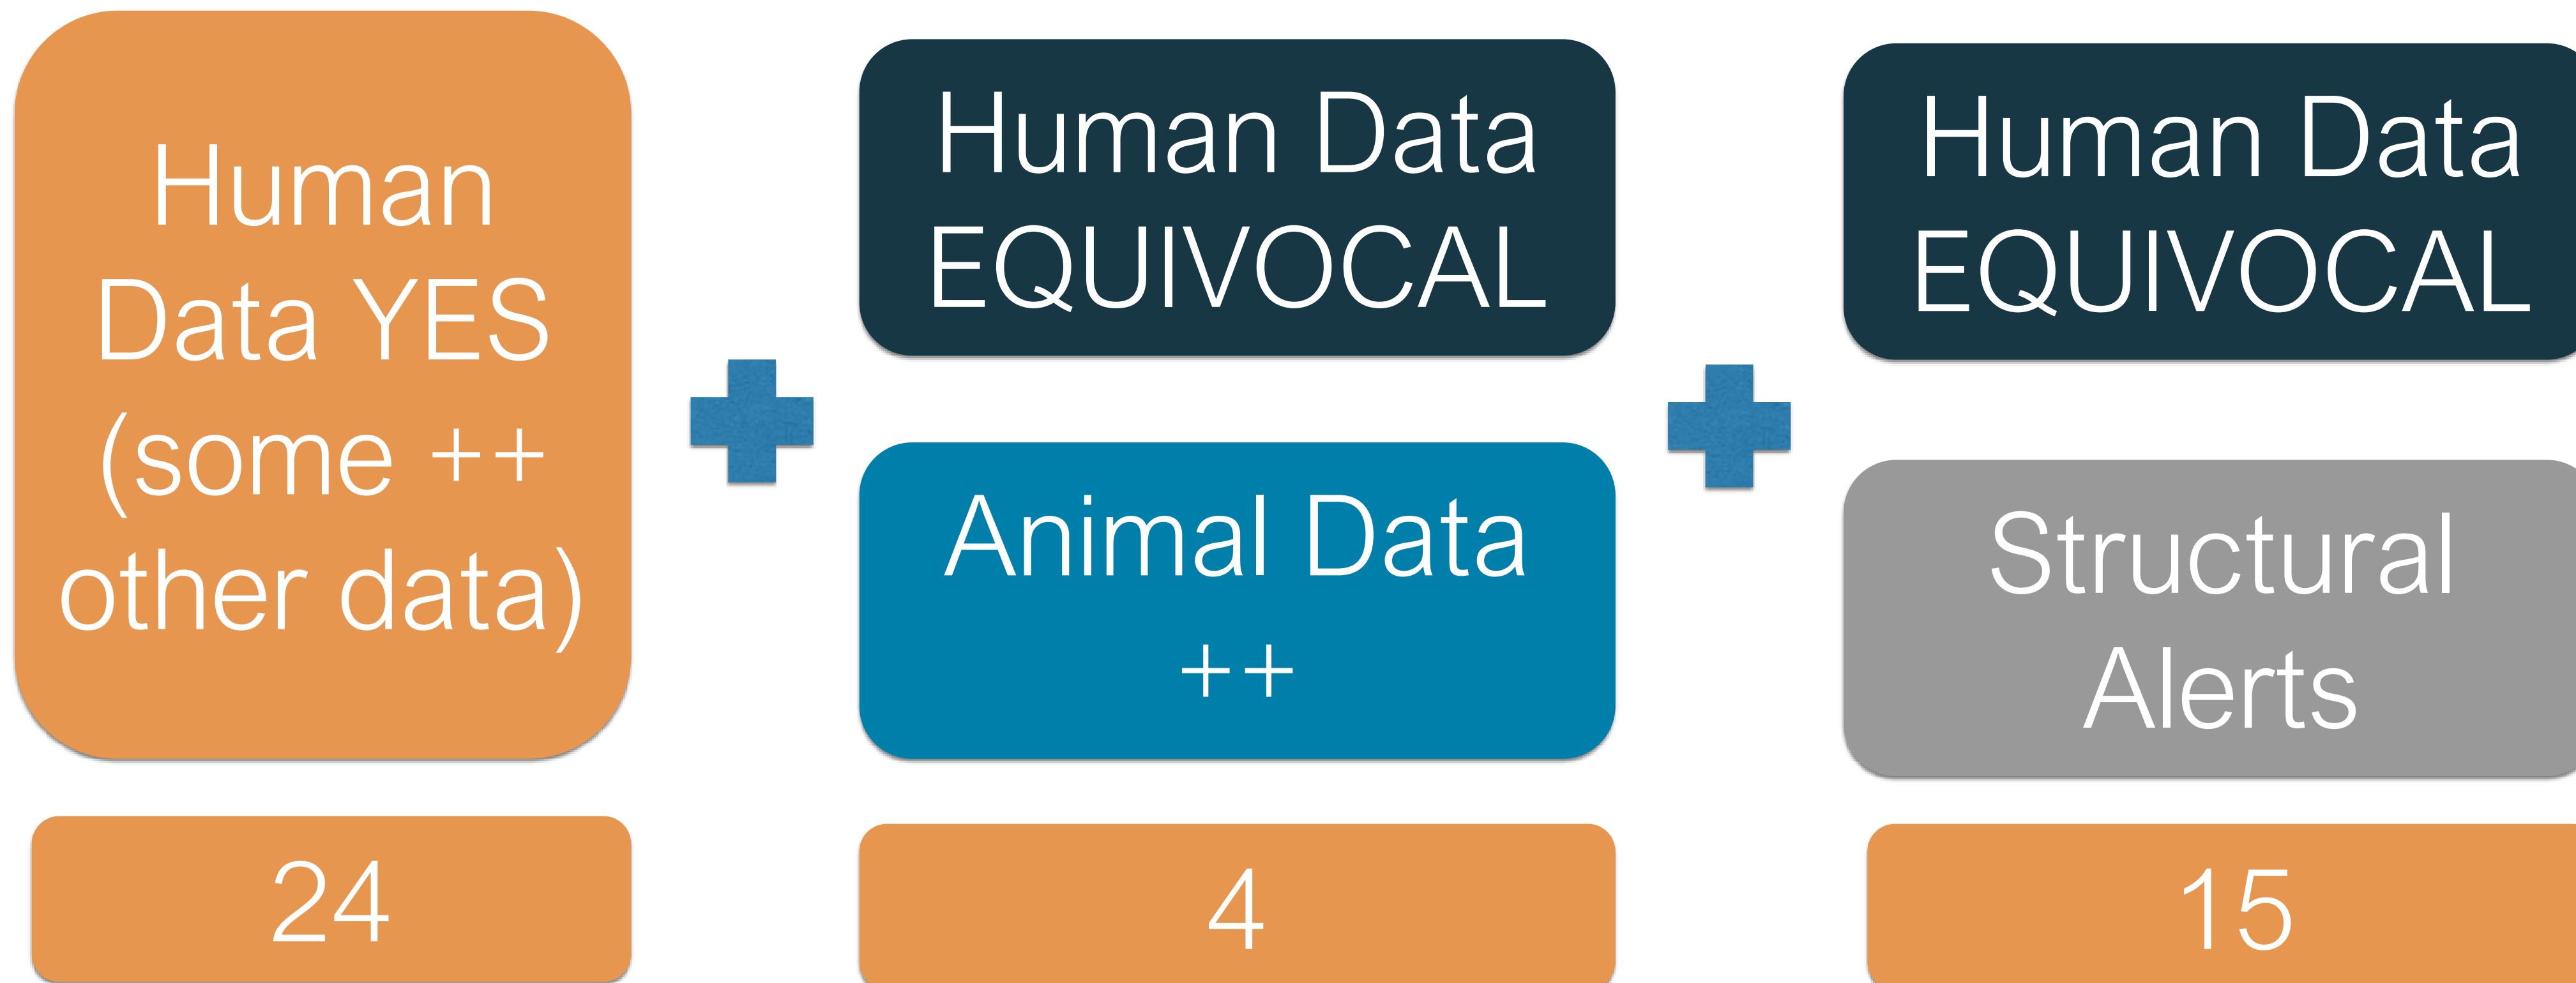 Human
Data YES
(some ++
other data)
24
Human Data
EQUIVOCAL
Animal Data
++
4
Human Data
EQUIVOCAL
Structural
Alerts
15